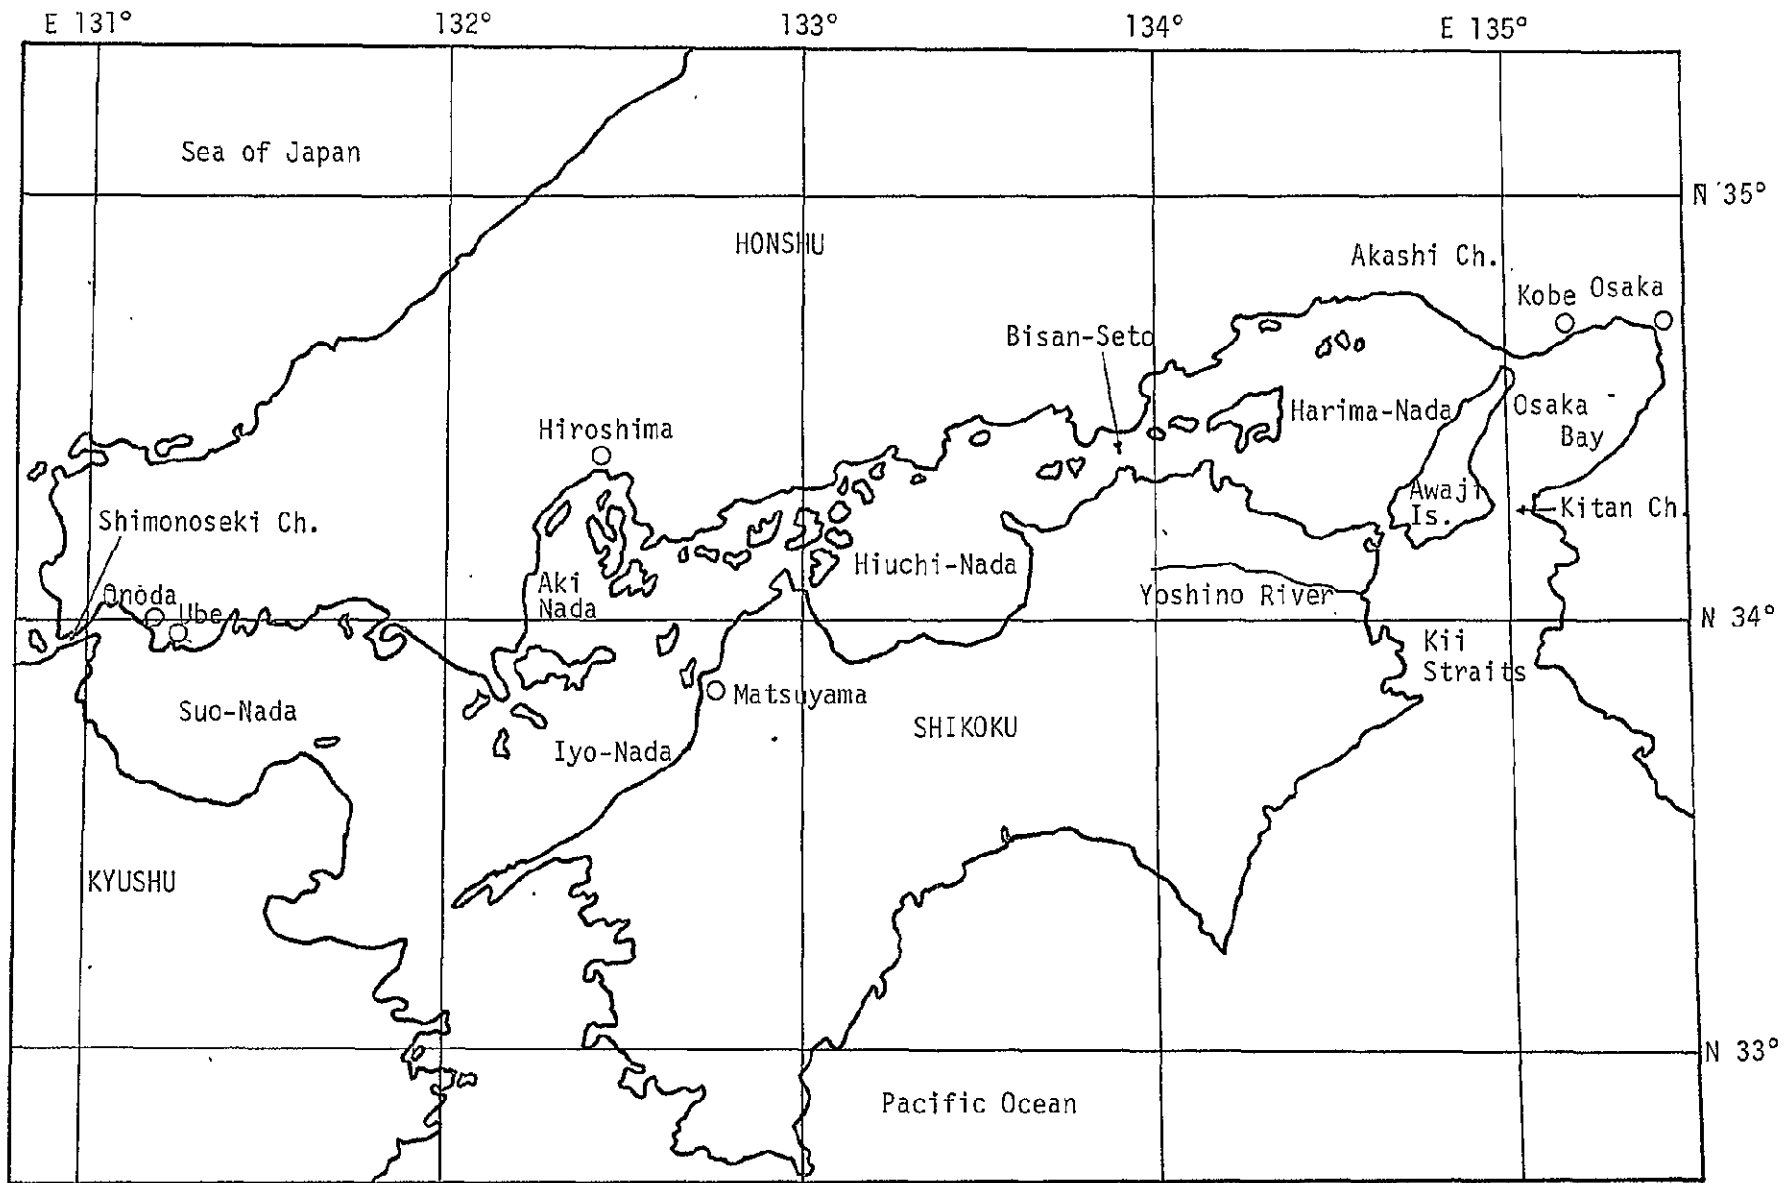 E 131°
132°
133°
134°
E 135°
Sea of Japan
N 35°
HONSHU
Akashi Ch.
Kobe
Osaka
Bisan-Seto
Hiroshima
Harima-Nada
Osaka
Bay
Awaji
Is.
Kitan Ch.
Shimonoseki Ch.
Hiuchi-Nada
Aki
Nada
Onoda
Ube
Yoshino River
N 34°
Kii
Straits
Matsuyama
Suo-Nada
SHIKOKU
Iyo-Nada
KYUSHU
N 33°
Pacific Ocean